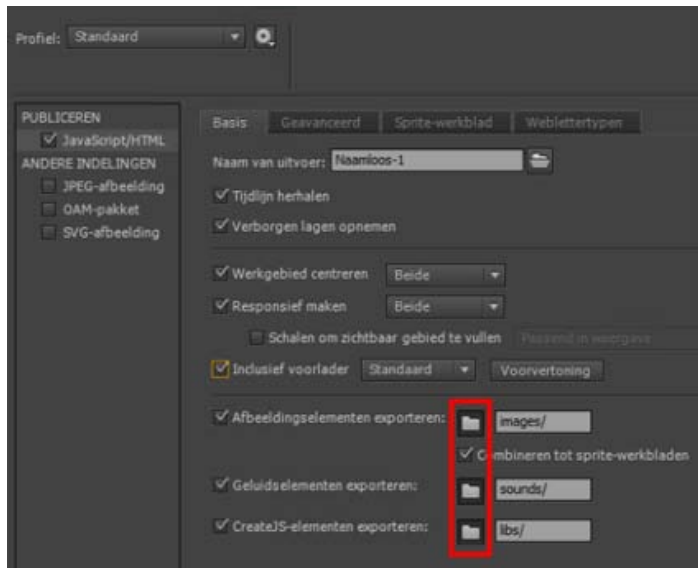 Profiel: Standaard
PUBLICEREN
JavaScript/HTML
ANDERE INDELINGEN
JPEG-afbeelding
OAM-pakket
SVG-afbeelding
Basis Geavanceerd Sprite-werkblad Weblettertypen
Naam van uitvoer: Naamloos-1
Tijdlijn herhalen
Verborgen lagen opnemen
Werkgebied centreren Beide
Responsief maken Beide
Schalen om zichtbaar gebied te vullen Passend in weergave
Inclusief voorlader Standaard Voorvertoning
Afbeeldingselementen exporteren: images/
Combineren tot sprite-werkbladen
Geluidselementen exporteren: sounds/
CreateJS-elementen exporteren: libs/